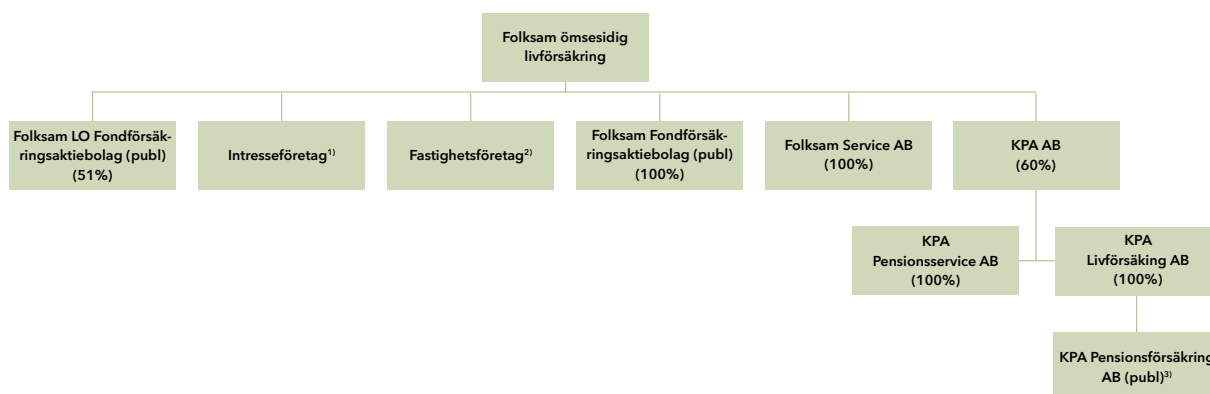 Folksam ömsesidig
livförsäkring
Folksam LO Fondförsäk-
ringsaktiebolag (publ)
(51%)
Intresseföretag1)
Fastighetsföretag2)
Folksam Fondförsäk-
ringsaktiebolag (publ)
(100%)
Folksam Service AB
(100%)
KPA AB
(60%)
KPA
Pensionsservice AB
(100%)
KPA
Livförsäking AB
(100%)
KPA Pensionsförsäkring
AB (publ)3)